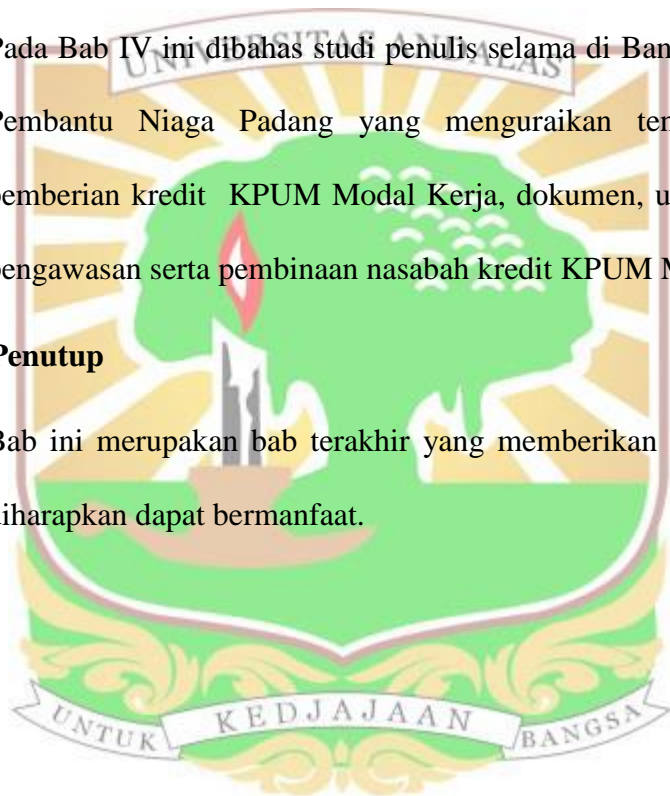 UNIVERSITAS ANDALAS
Pada Bab IV ini dibahas studi penulis selama di Ban
Pembantu Niaga Padang yang menguraikan ten
pemberian kredit KPUM Modal Kerja, dokumen, u
pengawasan serta pembinaan nasabah kredit KPUM M
Penutup
Bab ini merupakan bab terakhir yang memberikan
diharapkan dapat bermanfaat.
UNTUK KEDJAJAAN BANGSA